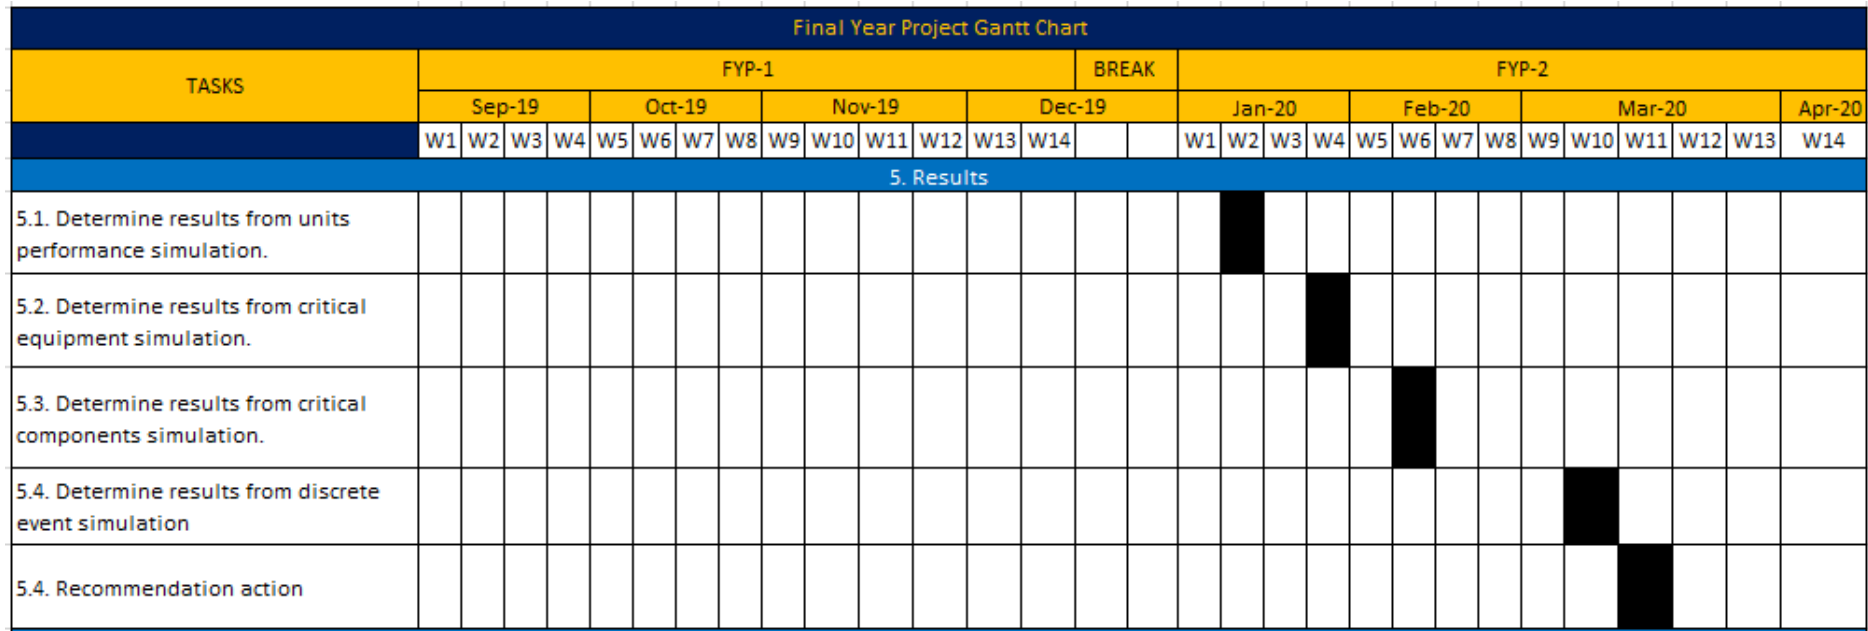 Final Year Project Gantt Chart
TASKS FYP-1 BREAK FYP-2
Sep-19 Oct-19 Nov-19 Dec-19 Jan-20 Feb-20 Mar-20 Apr-20
W1 W2 W3 W4 W5 W6 W7 W8 W9 W10 W11 W12 W13 W14 W1 W2 W3 W4 W5 W6 W7 W8 W9 W10 W11 W12 W13 W14
5. Results
5.1. Determine results from units
performance simulation.
5.2. Determine results from critical
equipment simulation.
5.3. Determine results from critical
components simulation.
5.4. Determine results from discrete
event simulation
5.4. Recommendation action